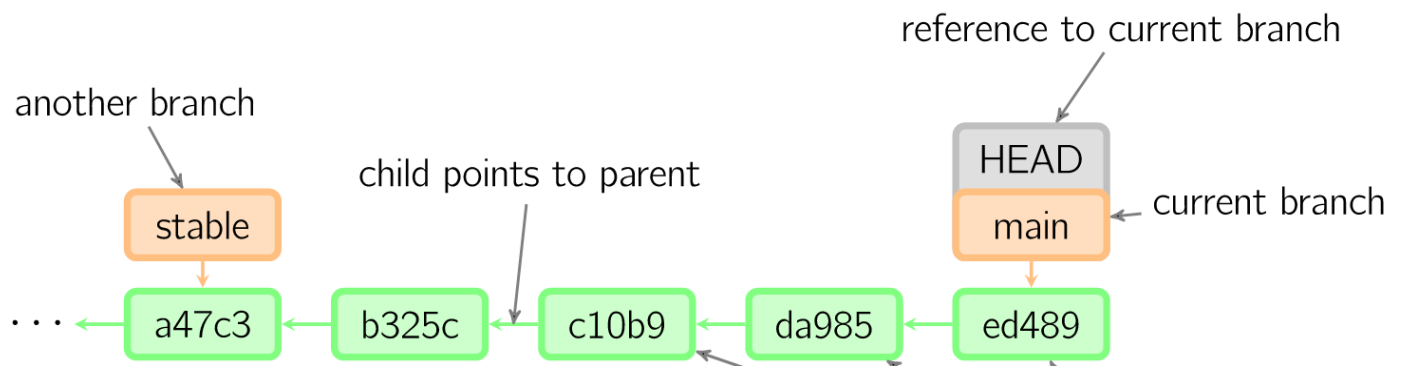 reference to current branch
another branch
HEAD
child points to parent
current branch
stable
main
...
a47c3
b325c
c10b9
da985
ed489